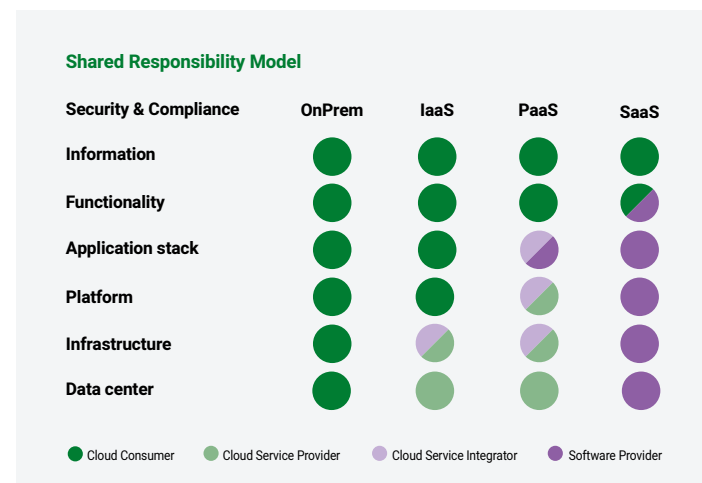 Shared Responsibility Model
Security & Compliance OnPrem IaaS PaaS SaaS
Information
Functionality
Application stack
Platform
Infrastructure
Data center
Cloud Consumer Cloud Service Provider Cloud Service Integrator Software Provider